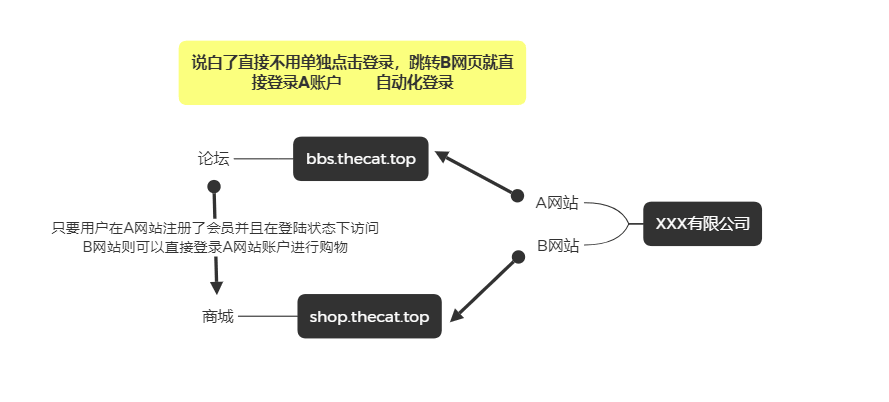 说白了直接不用单独点击登录，跳转B网页就直
接登录A账户 自动化登录
论坛
bbs.thecat.top
A网站
XXX有限公司
只要用户在A网站注册了会员并且在登陆状态下访问
B网站则可以直接登录A网站账户进行购物
B网站
商城
shop.thecat.top